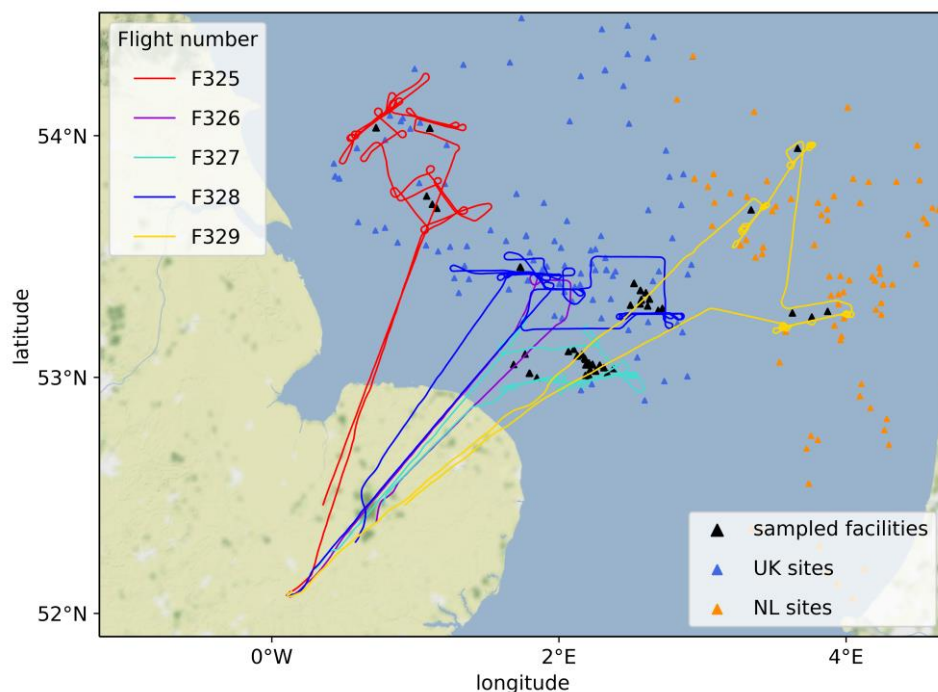 Flight number
F325
F326
F327
F328
F329
54°N
53°N
52°N
latitude
sampled facilities
UK sites
NL sites
0°W
2°E
4°E
longitude